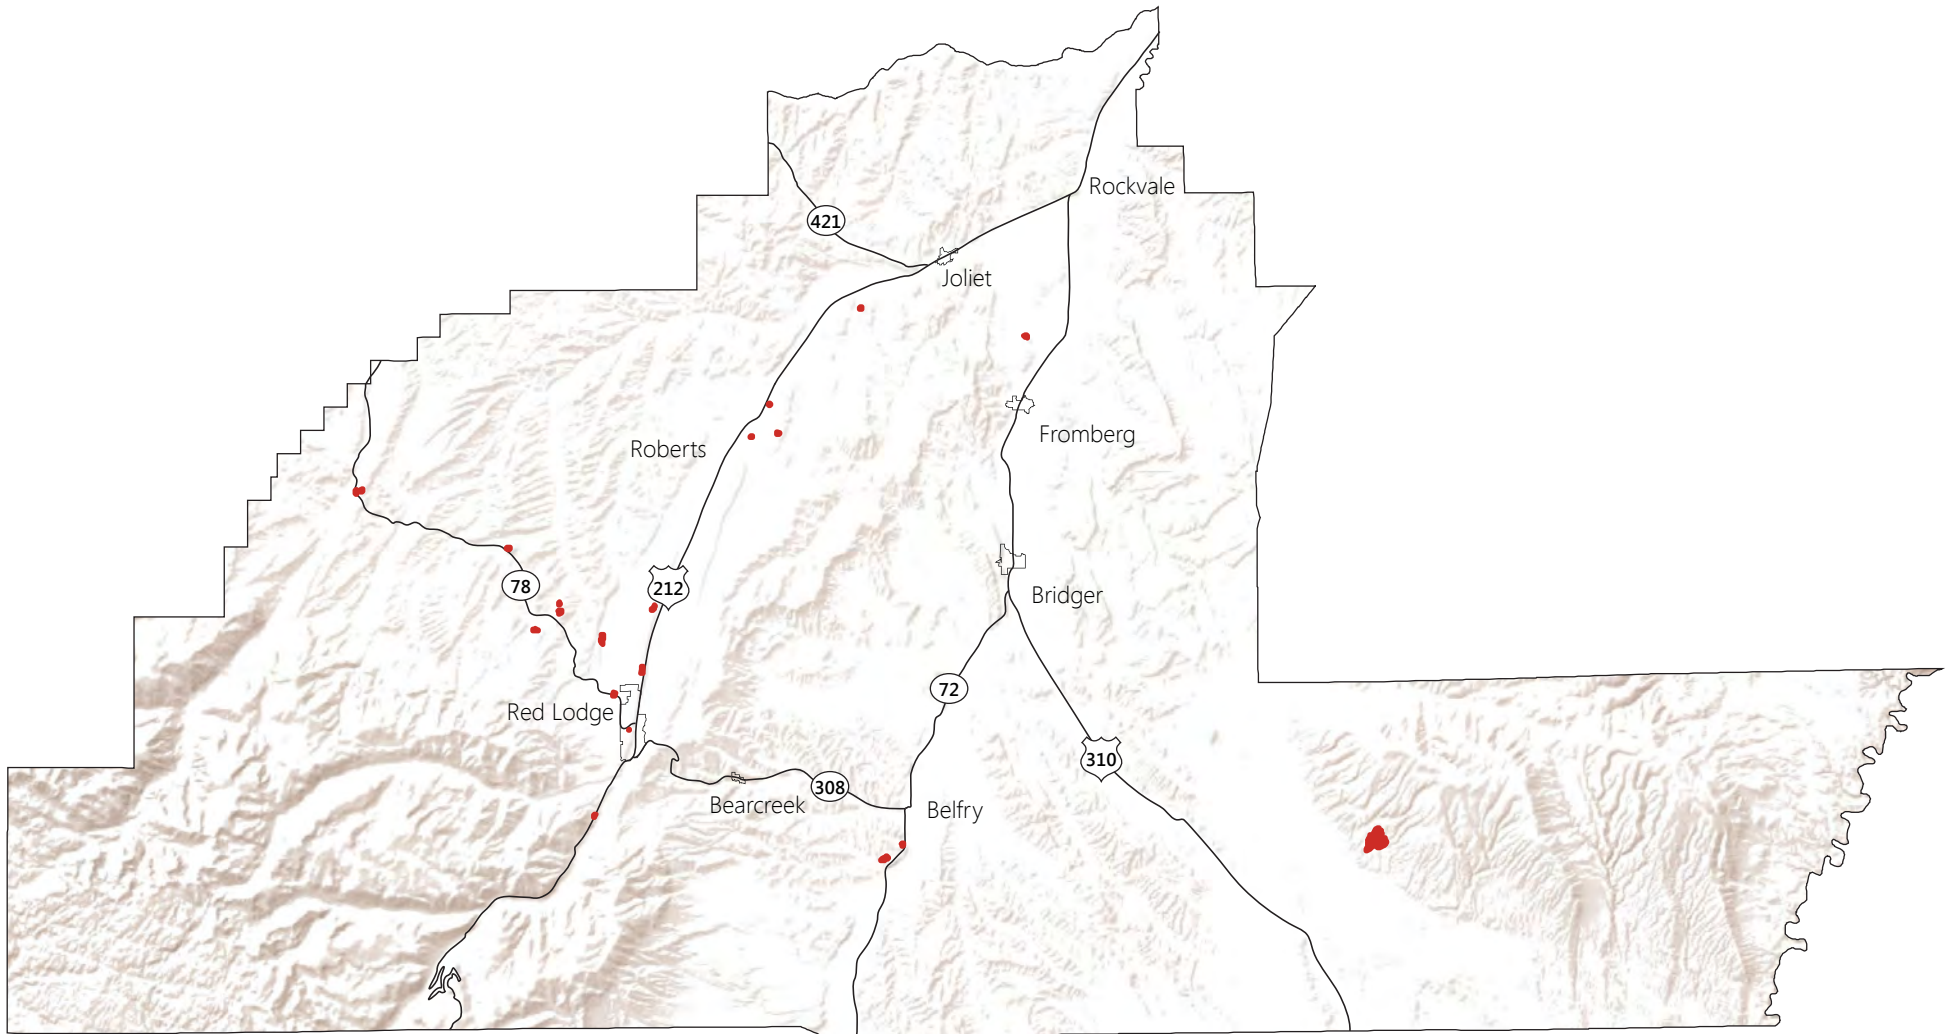 Rockvale
421
Joliet
Fromberg
Roberts
78
212
Bridger
72
Red Lodge
310
308
Bearcreek
Belfry